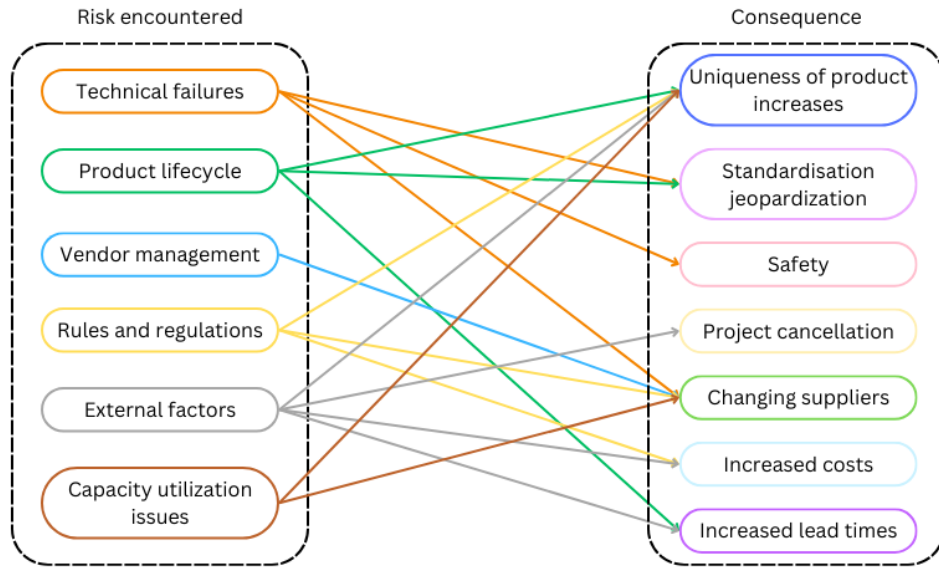 Risk encountered
Technical failures
Product lifecycle
Vendor management
Rules and regulations
External factors
Capacity utilization
issues
Consequence
Uniqueness of product
increases
Standardisation
jeopardization
Safety
Project cancellation
Changing suppliers
Increased costs
Increased lead times